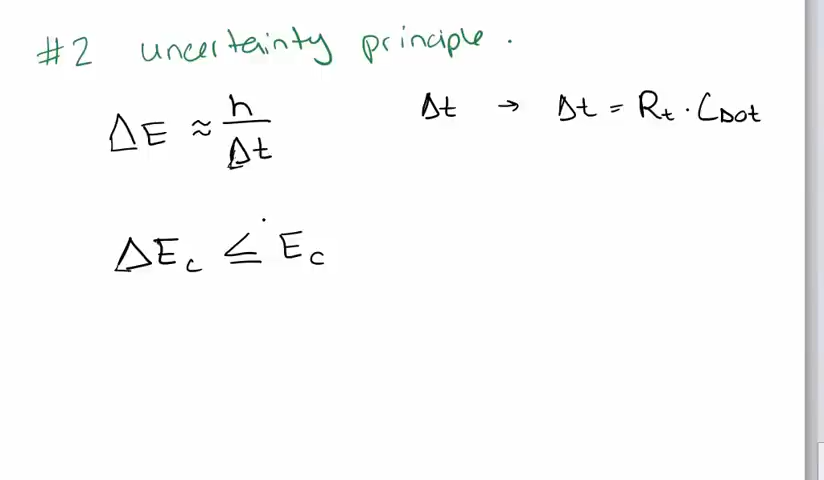 #2 uncertainty principle.
ΔE ≈ h/Δt Δt → Δt = Rt · CDot
ΔEc ≤ Ec